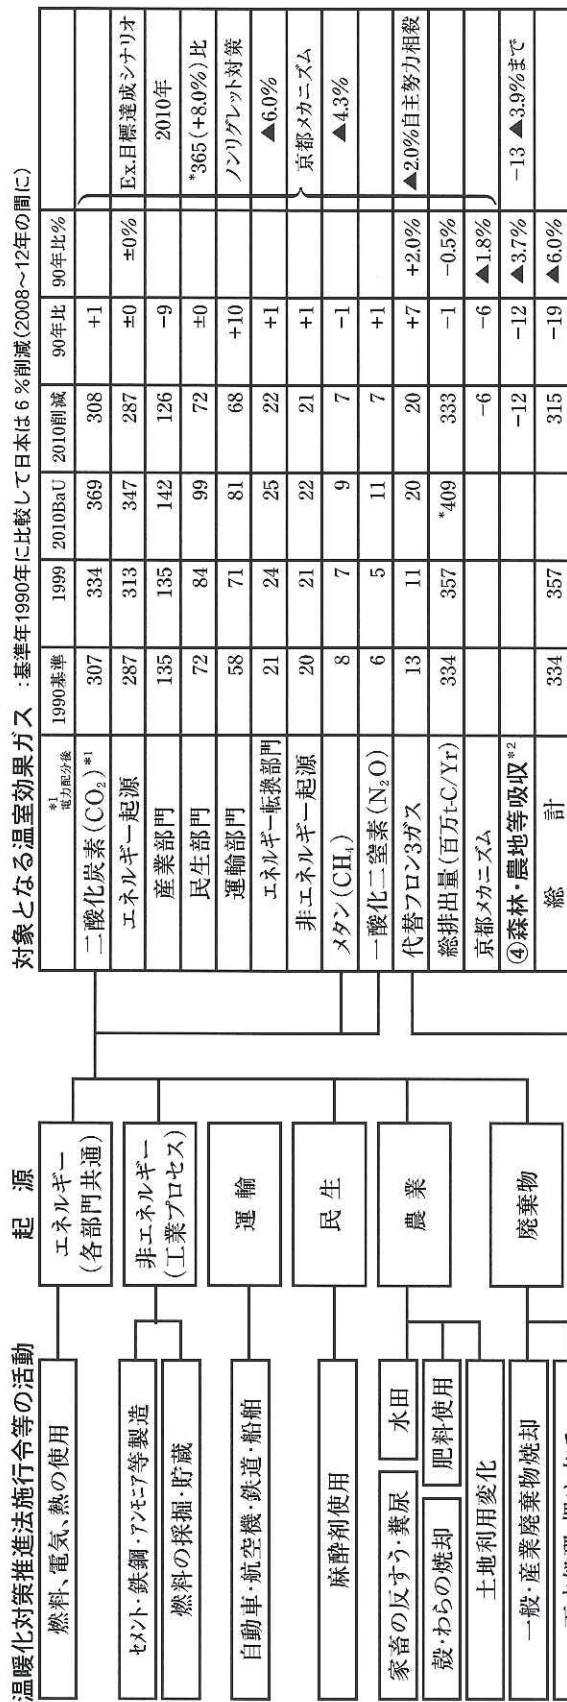 温暖化対策推進法施行令等の活動
燃料、電気、熱の使用
セメント・鉄鋼・アンモニア等製造
燃料の採掘・貯蔵
自動車・航空機・鉄道・船舶
麻酔剤使用
家畜の反すう・糞尿
水田
殻・わらの焼却
肥料使用
土地利用変化
一般・産業廃棄物焼却
起 源
エネルギー
(各部門共通)
非エネルギー
(工業プロセス)
運 輸
民 生
農 業
廃棄物
対象となる温室効果ガス :基準年1990年に比較して日本は6%削減(2008〜12年の間に)
*1電力配分後 1990基準 1999 2010BaU 2010削減 90年比 90年比%
二酸化炭素(CO₂)*1 307 334 369 308 +1
エネルギー起源 287 313 347 287 ±0 ±0%
産業部門 135 135 142 126 -9
民生部門 72 84 99 72 ±0
運輸部門 58 71 81 68 +10
エネルギー転換部門 21 24 25 22 +1
非エネルギー起源 20 21 22 21 +1
メタン(CH₄) 8 7 9 7 −1
一酸化二窒素(N₂O) 6 5 11 7 +1
代替フロン3ガス 13 11 20 20 +7 +2.0%
総排出量(百万t-C/Yr) 334 357 *409 333 −1 −0.5%
京都メカニズム −6 −6 ▲1.8%
④森林・農地等吸収*2 −12 −12 ▲3.7%
総 計 334 357 315 −19 ▲6.0%
Ex.目標達成シナリオ
2010年
*365(+8.0%)比
ノンリグレット対策
▲6.0%
京都メカニズム
▲4.3%
▲2.0%自主努力相殺
−13 ▲3.9%まで